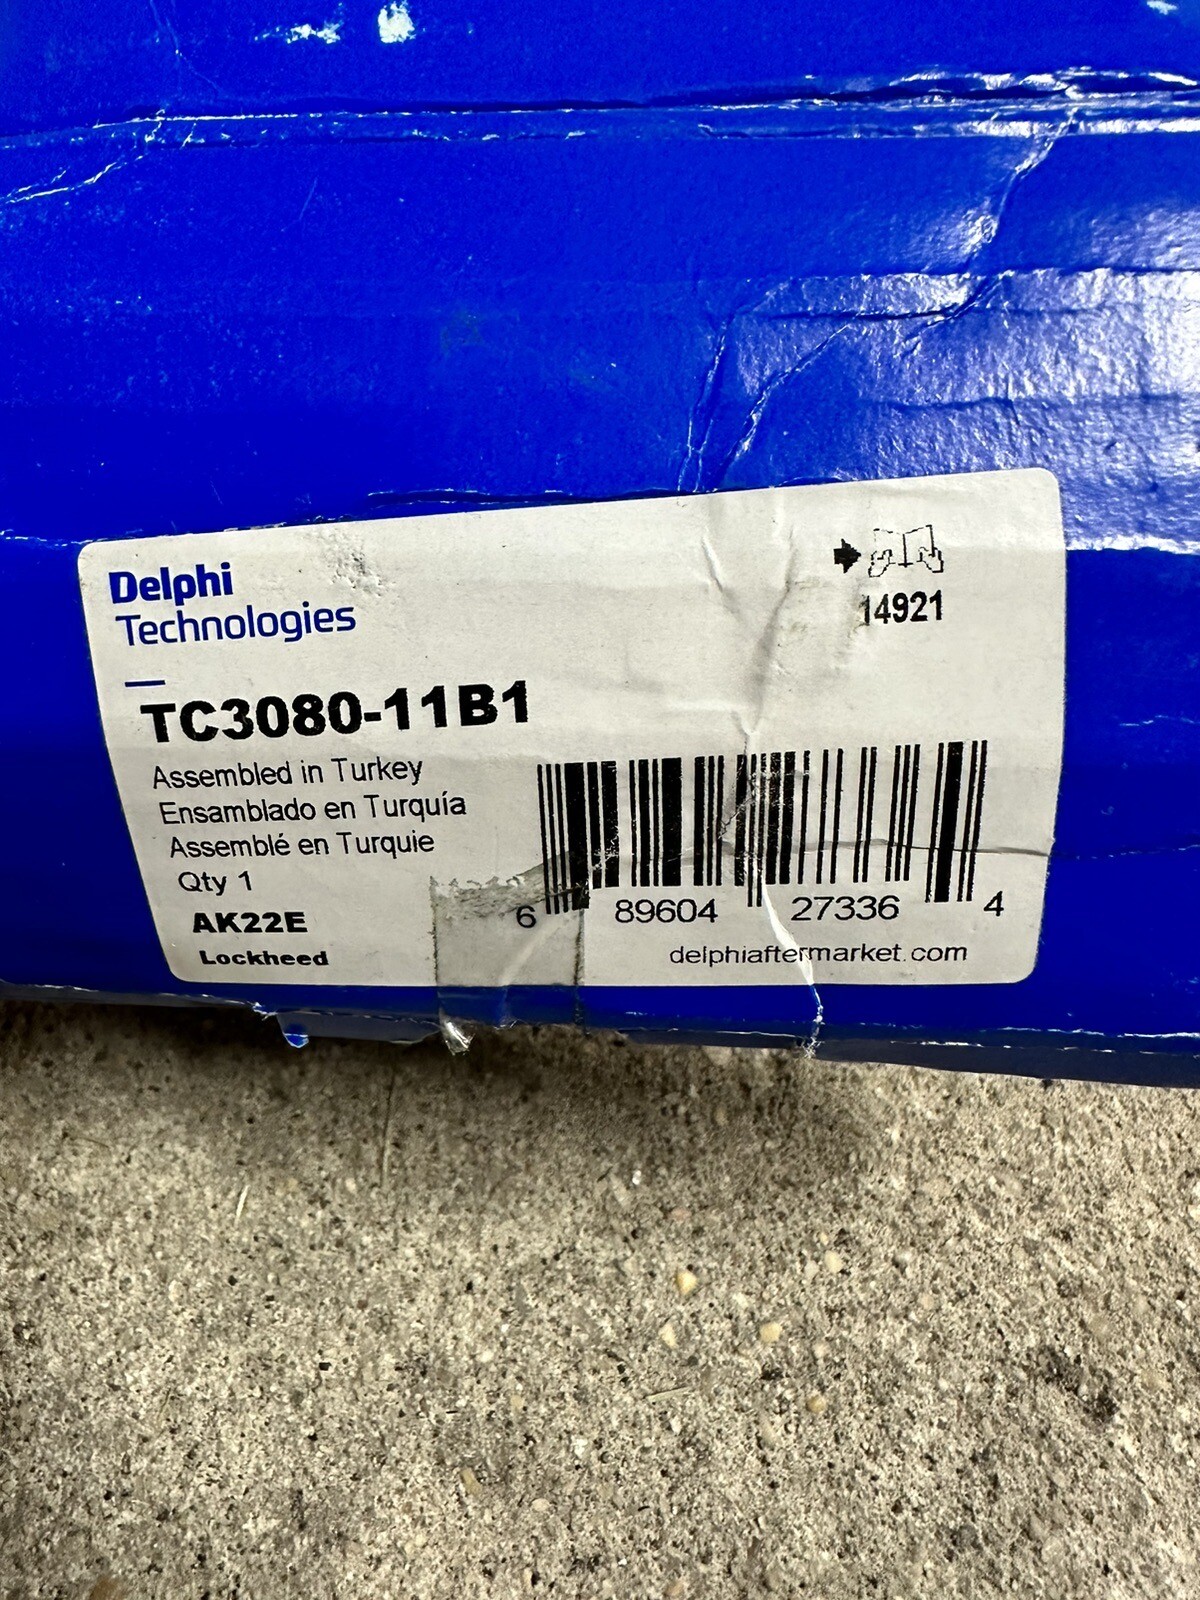 Delphi
Technologies
14921
TC3080-11B1
Assembled in Turkey
Ensamblado en Turquía
Assemblé en Turquie
Qty 1
AK22E
Lockheed
6 89604 27336 4
delphiaftermarket.com